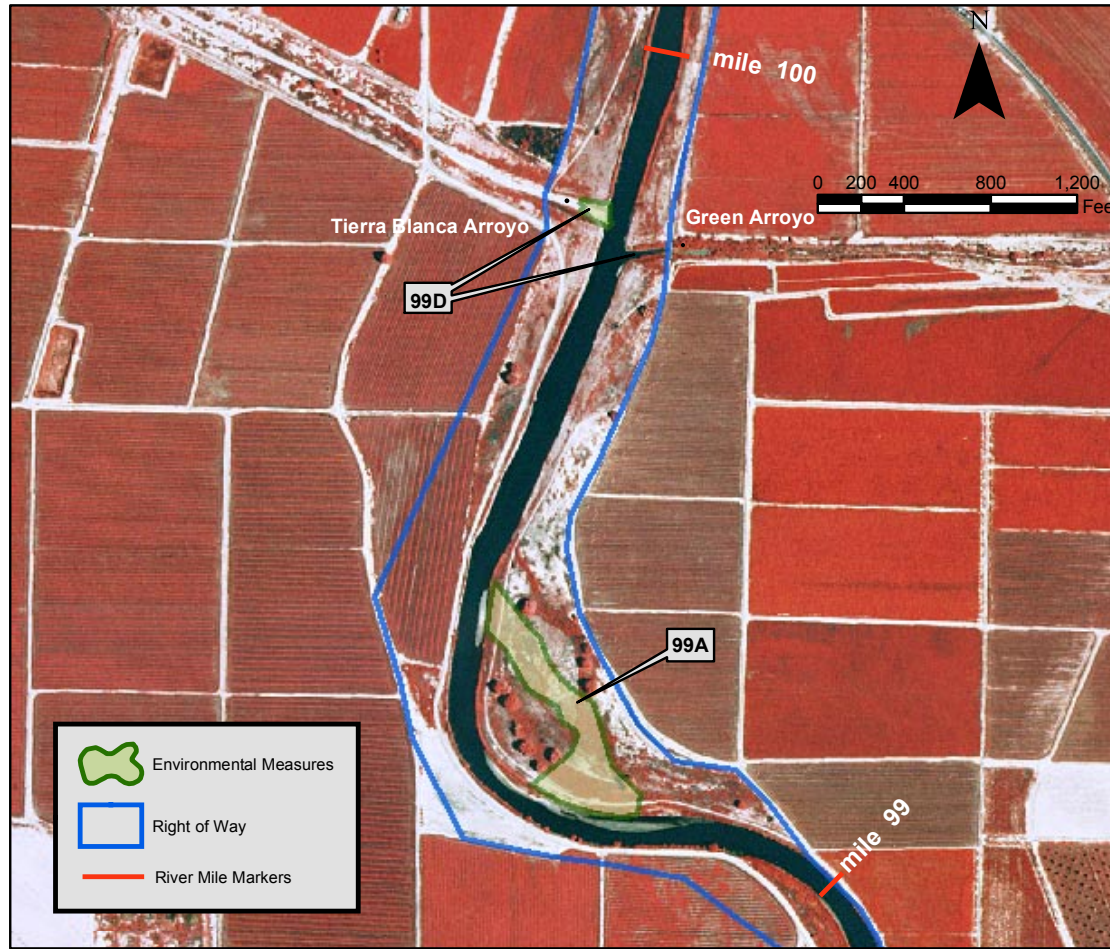 N
mile 100
0 200 400 800 1,200
Fee
Tierra Blanca Arroyo
Green Arroyo
99D
99A
mile 99
Environmental Measures
Right of Way
River Mile Markers